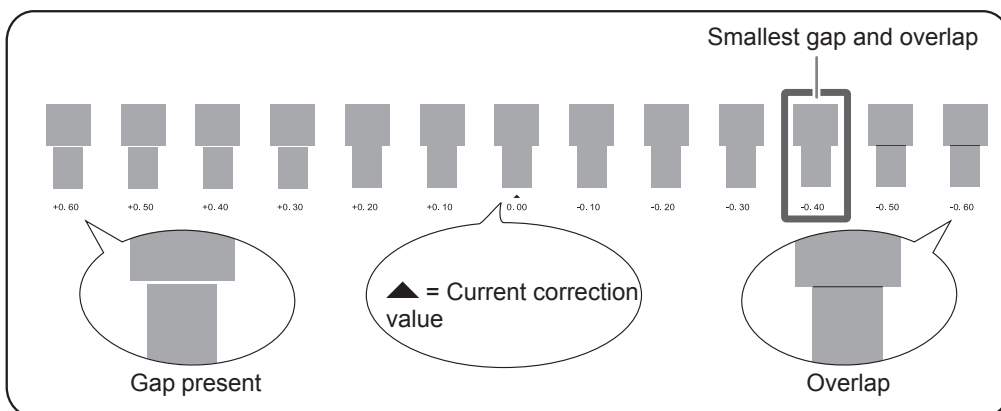 Smallest gap and overlap
+0. 60 +0. 50 +0. 40 +0. 30 +0. 20 +0. 10 0.00 -0. 10 -0. 20 -0. 30 -0. 40 -0. 50 -0. 60
= Current correction
value
Gap present
Overlap